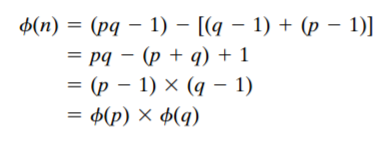 ϕ(n) = (pq − 1) − [(q − 1) + (p − 1)]
= pq − (p + q) + 1
= (p − 1) × (q − 1)
= ϕ(p) × ϕ(q)